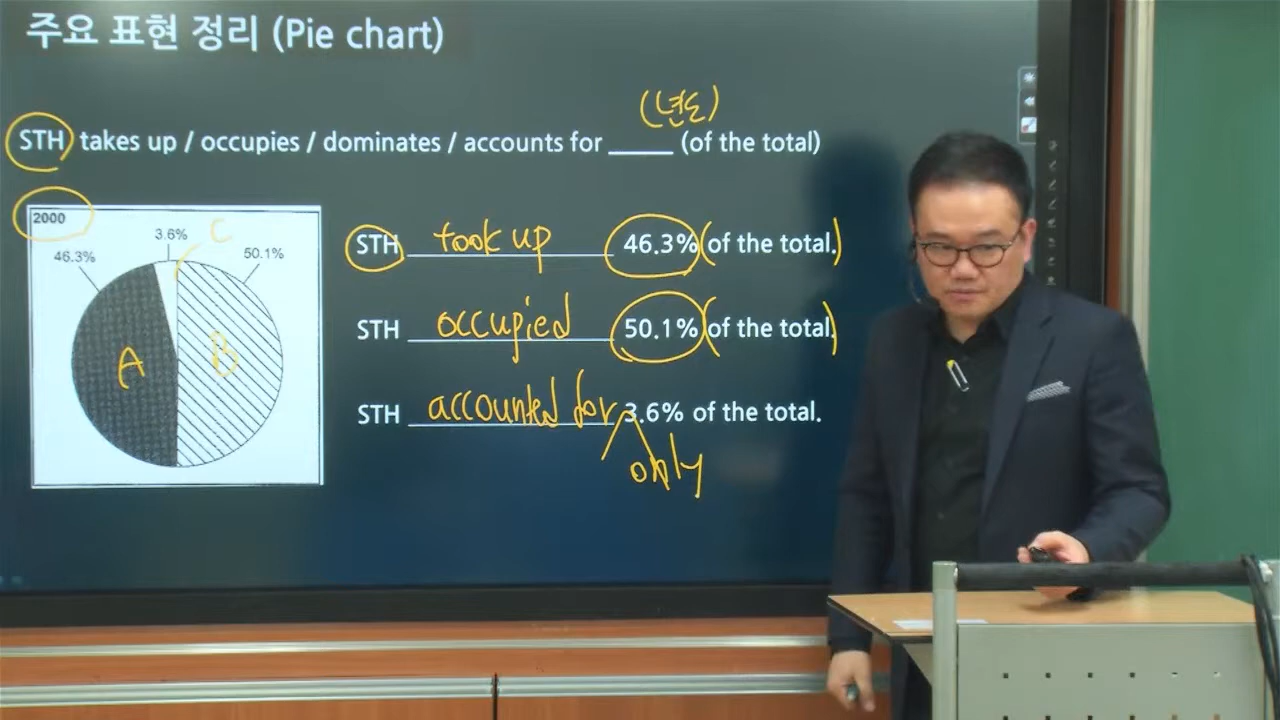 주요 표현 정리 (Pie chart)
(년도)
STH takes up / occupies / dominates / accounts for _____ (of the total)
2000
3.6% C
46.3%
50.1%
A
B
STH took up 46.3% (of the total.)
STH occupied 50.1% (of the total.)
STH accounted for 3.6% of the total.
only